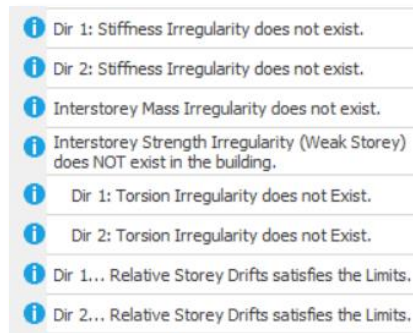 Dir 1: Stiffness Irregularity does not exist.
Dir 2: Stiffness Irregularity does not exist.
Interstorey Mass Irregularity does not exist.
Interstorey Strength Irregularity (Weak Storey)
does NOT exist in the building.
Dir 1: Torsion Irregularity does not Exist.
Dir 2: Torsion Irregularity does not Exist.
Dir 1... Relative Storey Drifts satisfies the Limits.
Dir 2... Relative Storey Drifts satisfies the Limits.